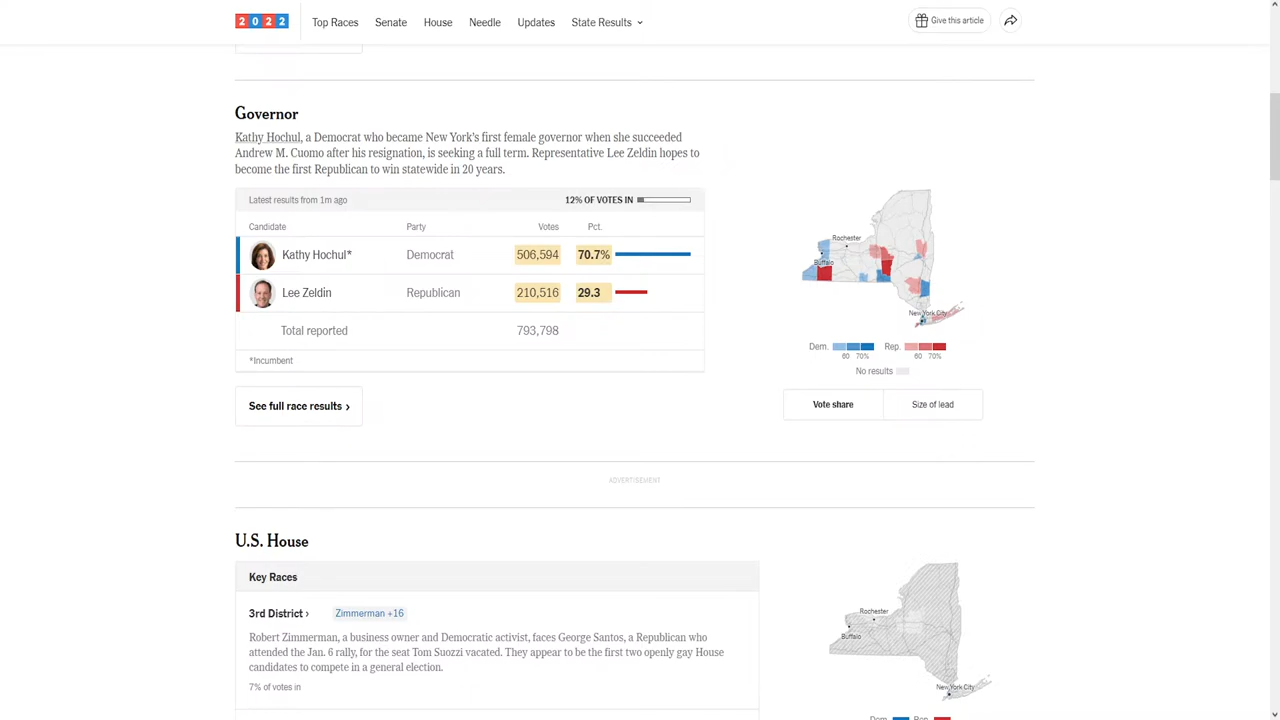 2022
Top Races
Senate
House
Needle
Updates
State Results
Give this article
Governor
Kathy Hochul, a Democrat who became New York's first female governor when she succeeded
Andrew M. Cuomo after his resignation, is seeking a full term. Representative Lee Zeldin hopes to
become the first Republican to win statewide in 20 years.
Latest results from 1m ago
12% OF VOTES IN
Candidate Party Votes Pct.
Kathy Hochul* Democrat 506,594 70.7%
Lee Zeldin Republican 210,516 29.3
Total reported 793,798
*Incumbent
See full race results ›
Rochester
Buffalo
New York City
Dem. Rep.
60 70% 60 70%
No results
Vote share
Size of lead
ADVERTISEMENT
U.S. House
Key Races
3rd District › Zimmerman +16
Robert Zimmerman, a business owner and Democratic activist, faces George Santos, a Republican who
attended the Jan. 6 rally, for the seat Tom Suozzi vacated. They appear to be the first two openly gay House
candidates to compete in a general election.
7% of votes in
Rochester
Buffalo
New York City
Dem. Rep.